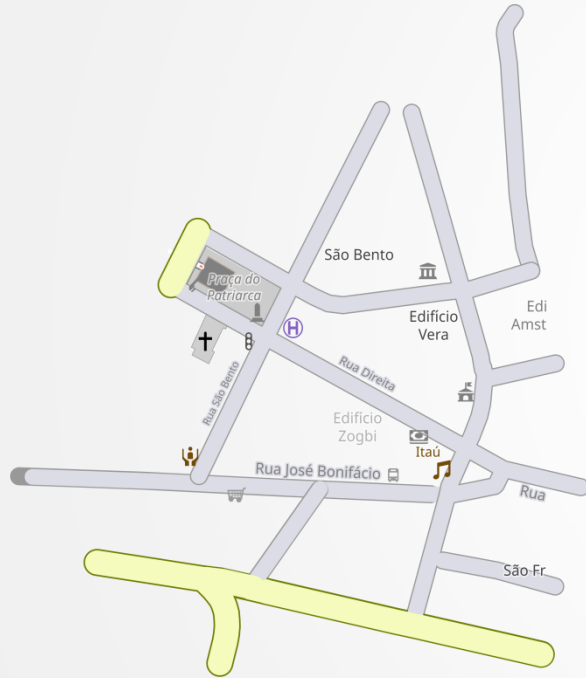 São Bento
Praça do
Patriarca
Edifício
Vera
Edi
Amst
H
Rua Direita
Rua São Bento
Edifício
Zogbi
Itaú
Rua José Bonifácio
Rua
São Fr